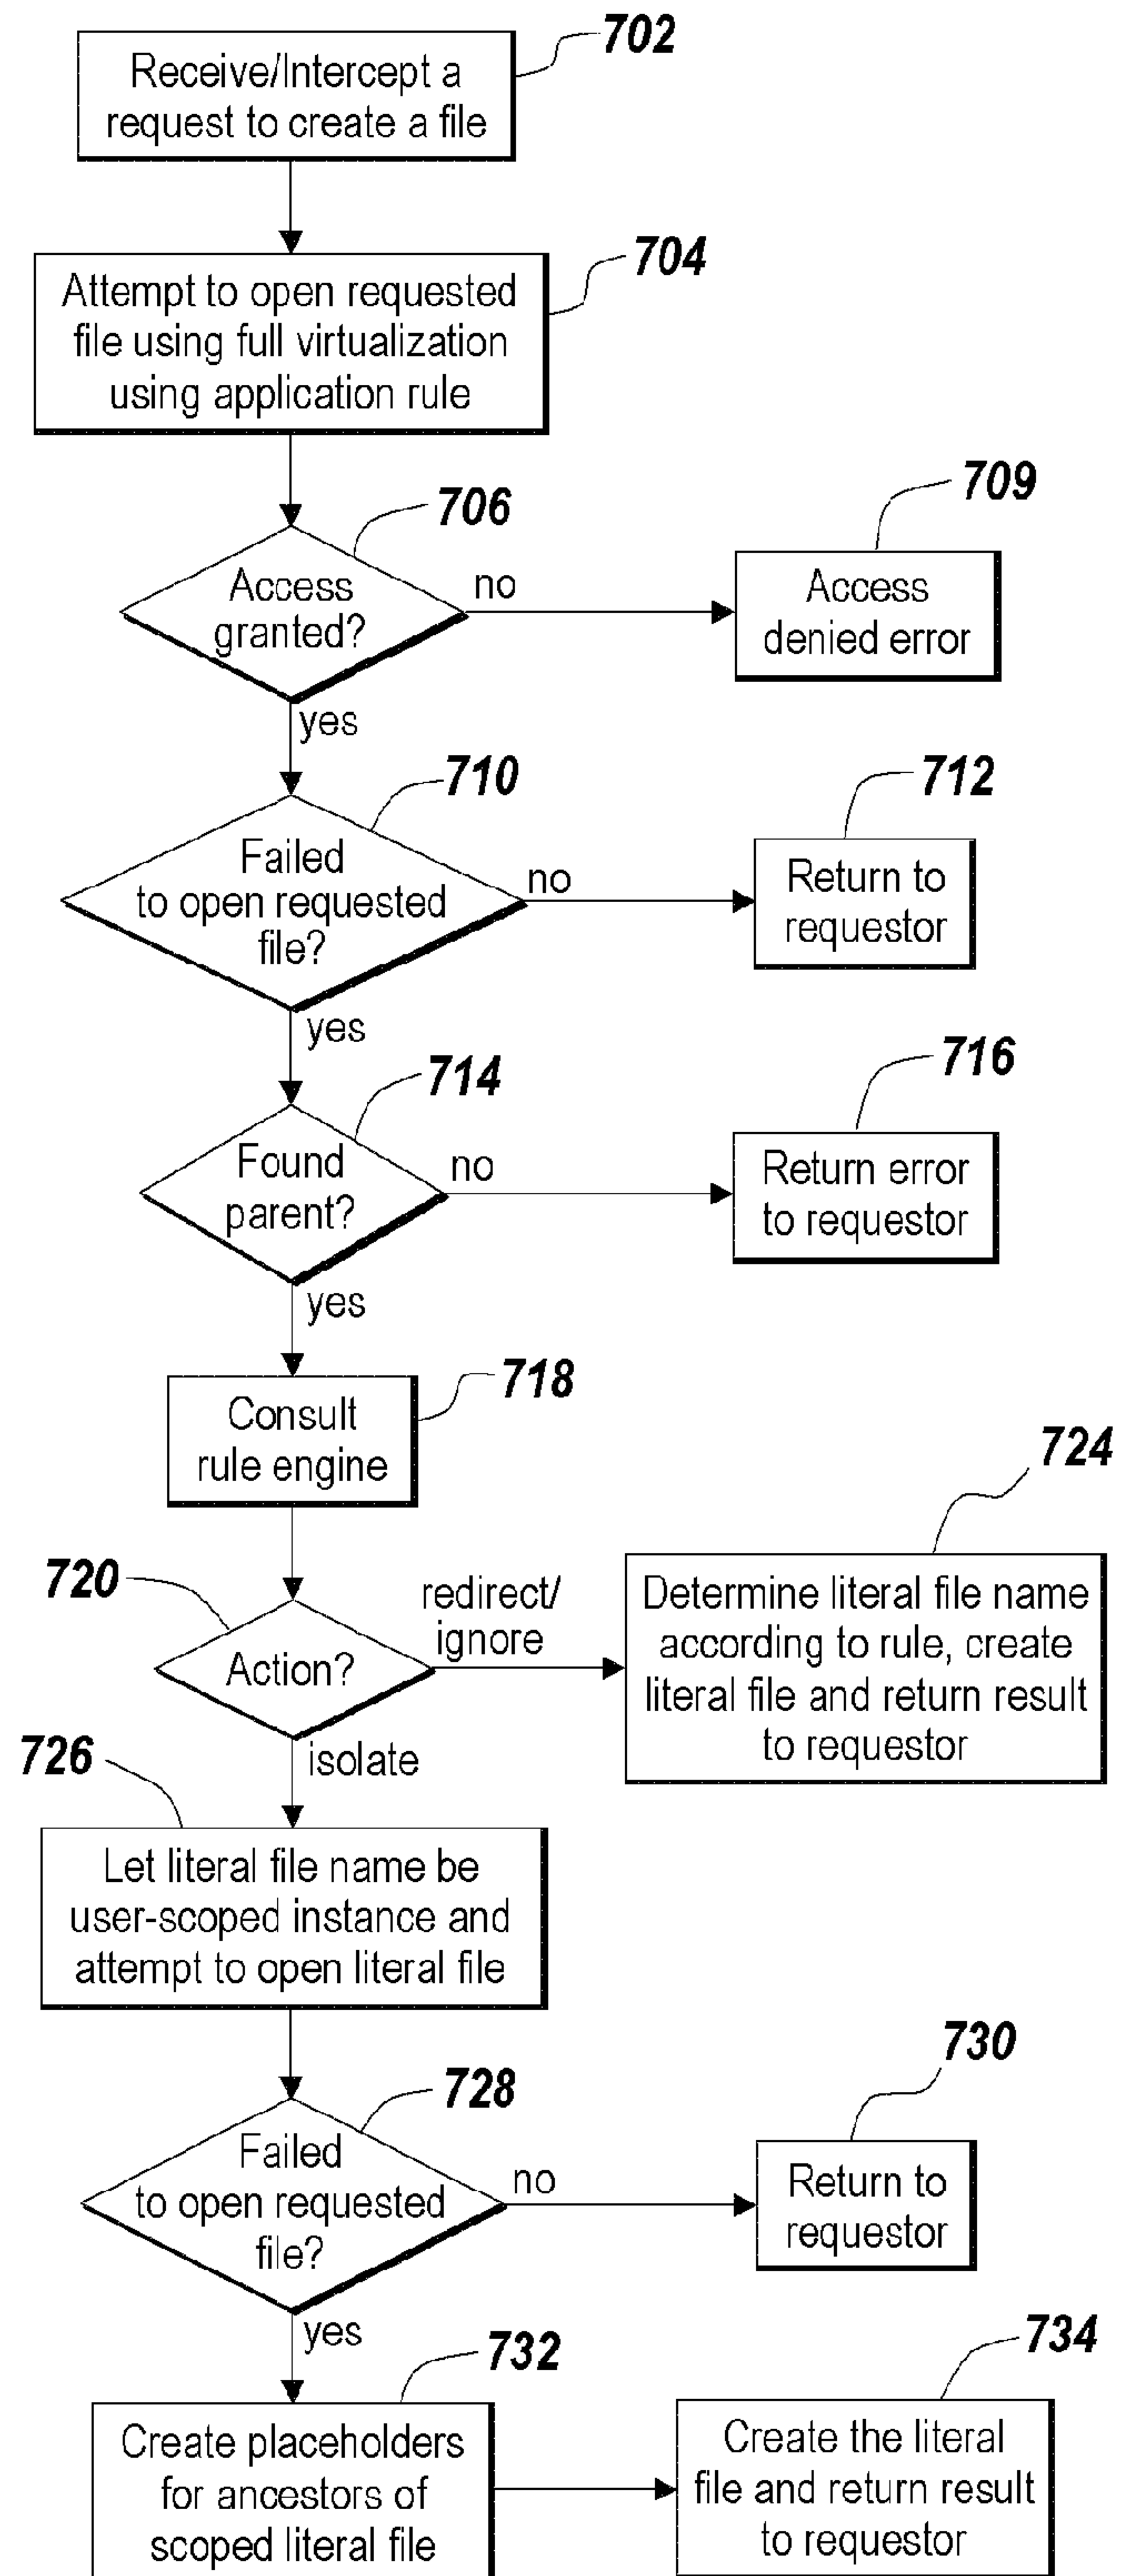 702
Receive/Intercept a
request to create a file
704
Attempt to open requested
file using full virtualization
using application rule
706
Access
granted?
no
709
Access
denied error
yes
710
Failed
to open requested
file?
no
712
Return to
requestor
yes
714
Found
parent?
no
716
Return error
to requestor
yes
718
Consult
rule engine
720
Action?
redirect/
ignore
724
Determine literal file name
according to rule, create
literal file and return result
to requestor
isolate
726
Let literal file name be
user-scoped instance and
attempt to open literal file
728
Failed
to open requested
file?
no
730
Return to
requestor
yes
732
Create placeholders
for ancestors of
scoped literal file
734
Create the literal
file and return result
to requestor